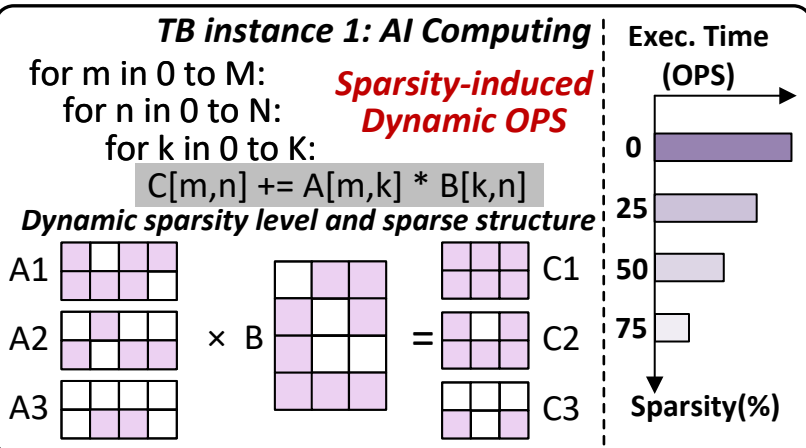 TB instance 1: AI Computing
for m in 0 to M:
for n in 0 to N:
for k in 0 to K:
Sparsity-induced
Dynamic OPS
C[m,n] += A[m,k] * B[k,n]
Dynamic sparsity level and sparse structure
A1
C1
A2
× B
=
C2
A3
C3
Exec. Time
(OPS)
0
25
50
75
Sparsity(%)